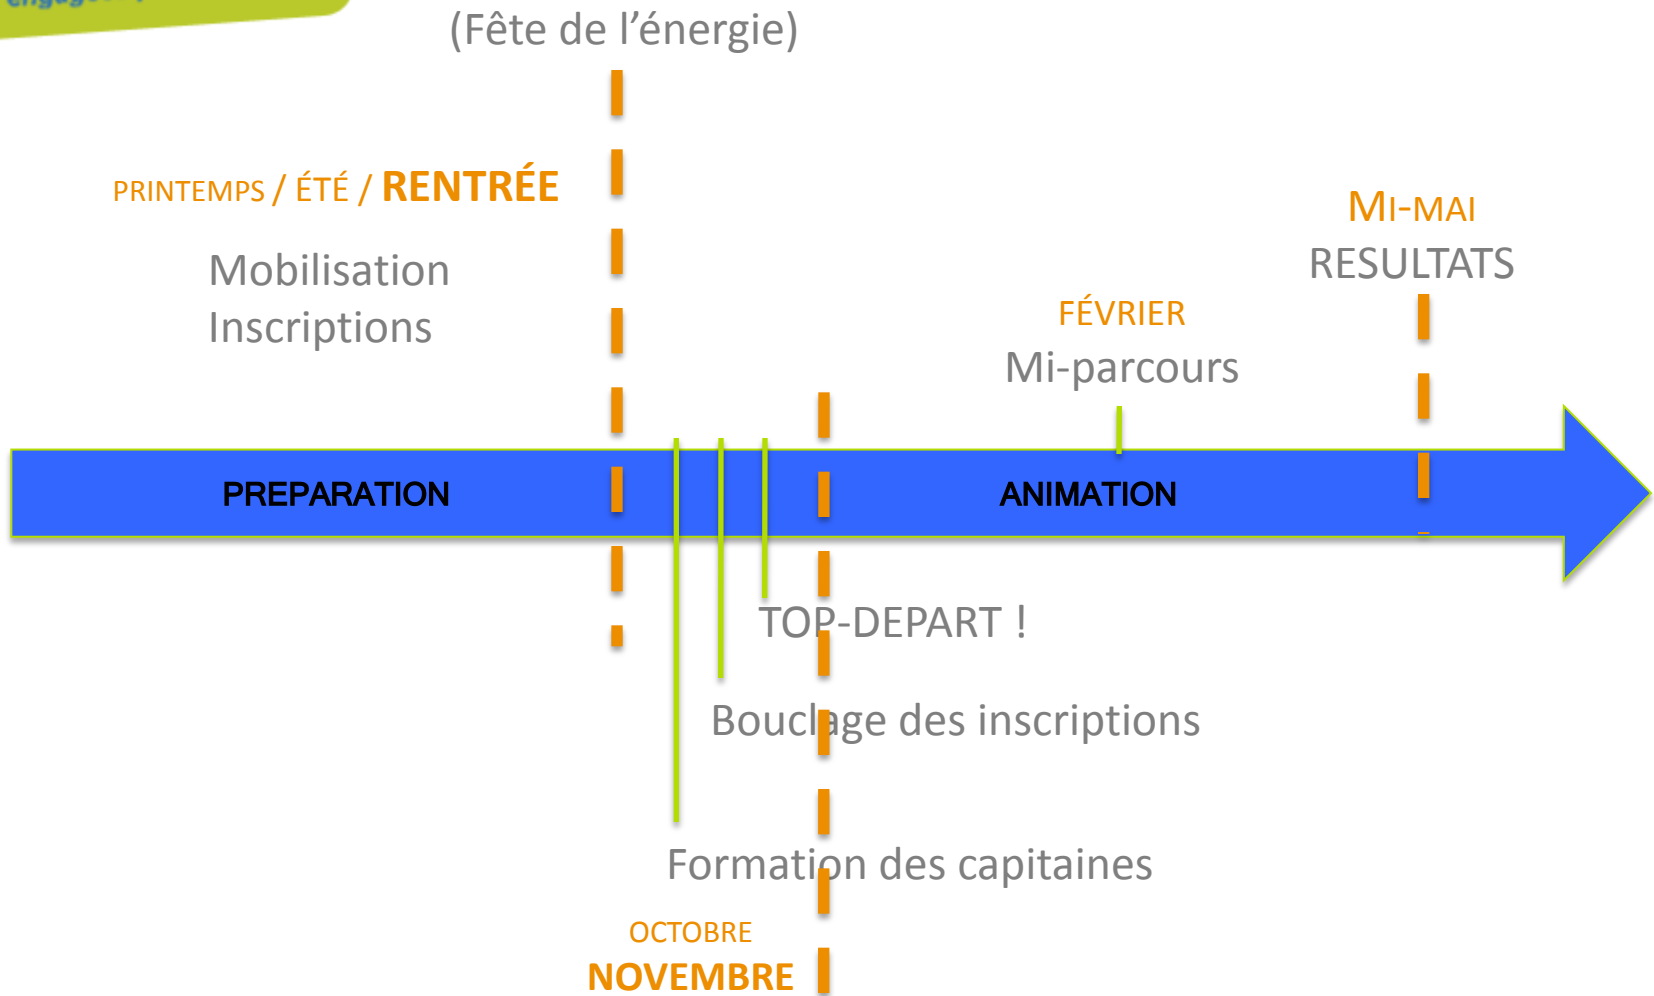 (Fête de l’énergie)
PRINTEMPS / ÉTÉ / RENTRÉE
Mobilisation
Inscriptions
MI-MAI
RESULTATS
FÉVRIER
Mi-parcours
PREPARATION
ANIMATION
TOP-DEPART !
Bouclage des inscriptions
Formation des capitaines
OCTOBRE
NOVEMBRE